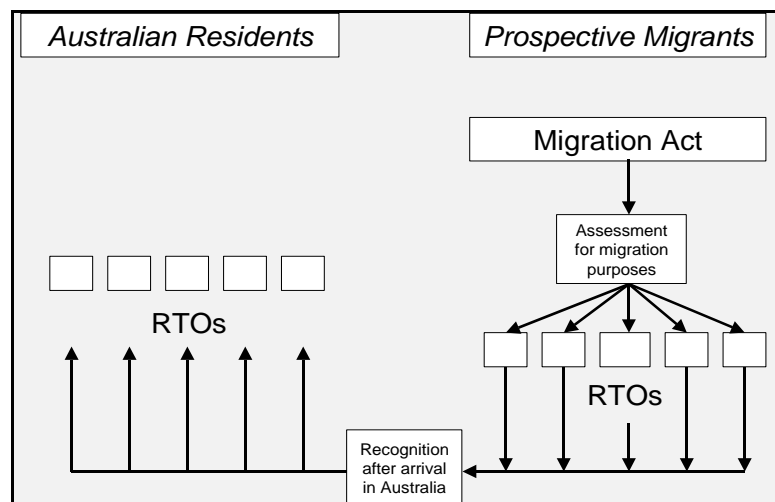 Australian Residents
Prospective Migrants
Migration Act
Assessment
for migration
purposes
RTOs
RTOs
Recognition
after arrival
in Australia